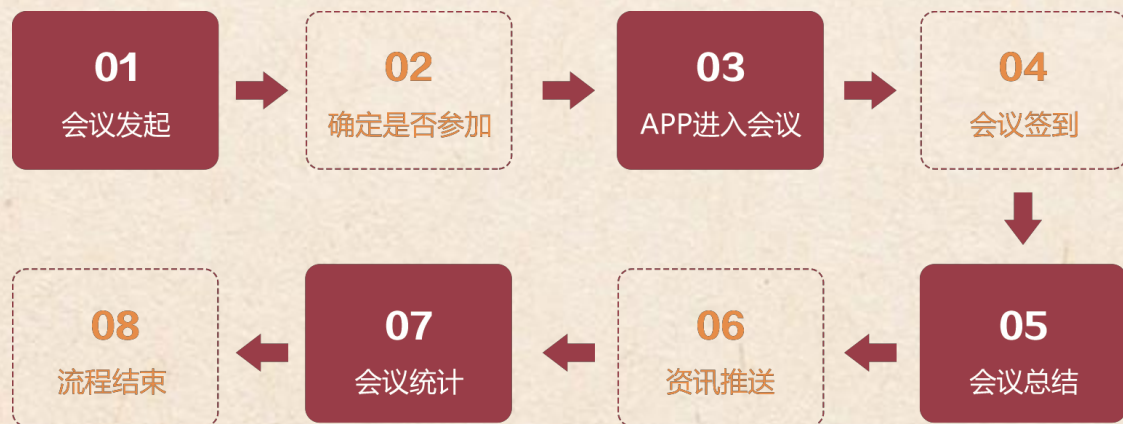 01
会议发起
02
确定是否参加
03
APP进入会议
04
会议签到
05
会议总结
06
资讯推送
07
会议统计
08
流程结束